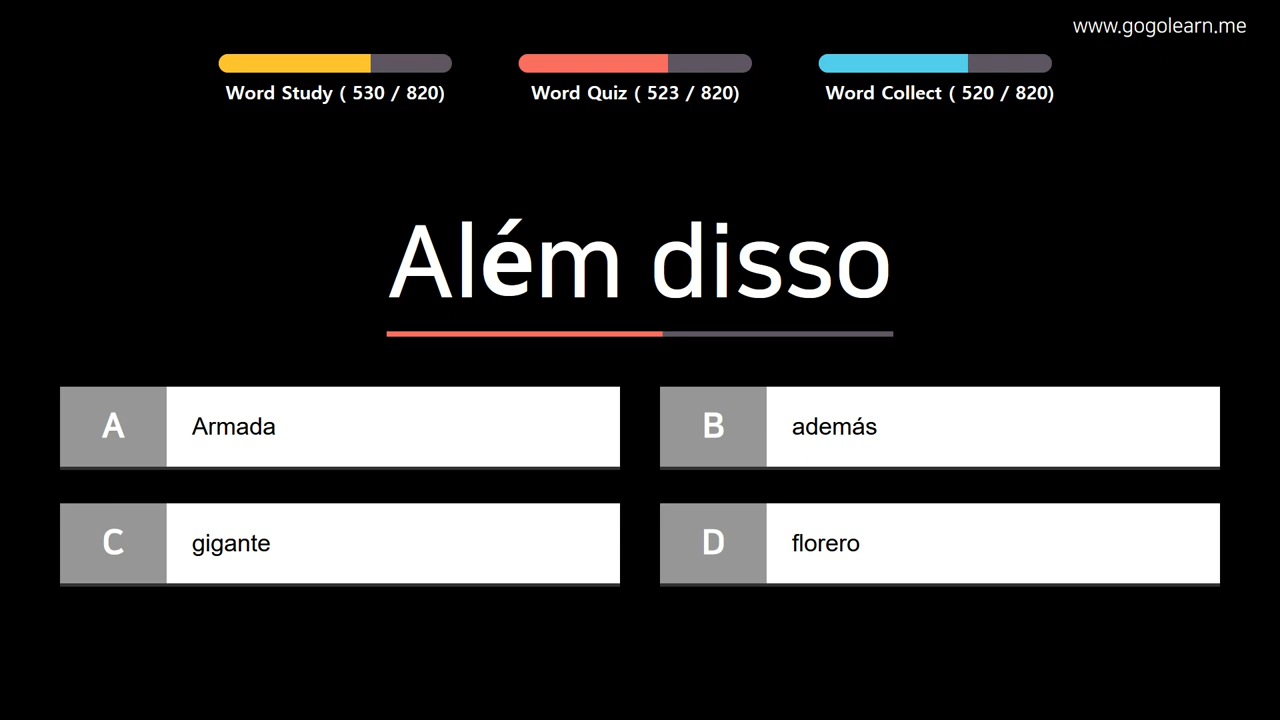 www.gogolearn.me
Word Study ( 530 / 820)
Word Quiz ( 523 / 820)
Word Collect ( 520 / 820)
Além disso
A Armada
B además
C gigante
D florero